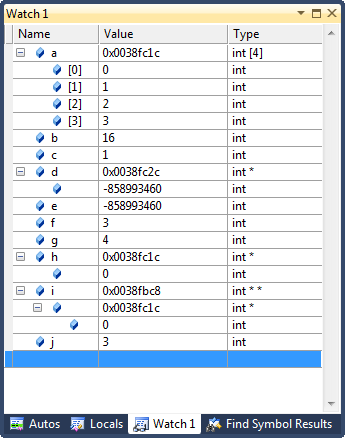 Watch 1
Name Value Type
a 0x0038fc1c int [4]
[0] 0 int
[1] 1 int
[2] 2 int
[3] 3 int
b 16 int
c 1 int
d 0x0038fc2c int *
-858993460 int
e -858993460 int
f 3 int
g 4 int
h 0x0038fc1c int *
0 int
i 0x0038fbc8 int * *
0x0038fc1c int *
0 int
j 3 int
Autos Locals Watch 1 Find Symbol Results